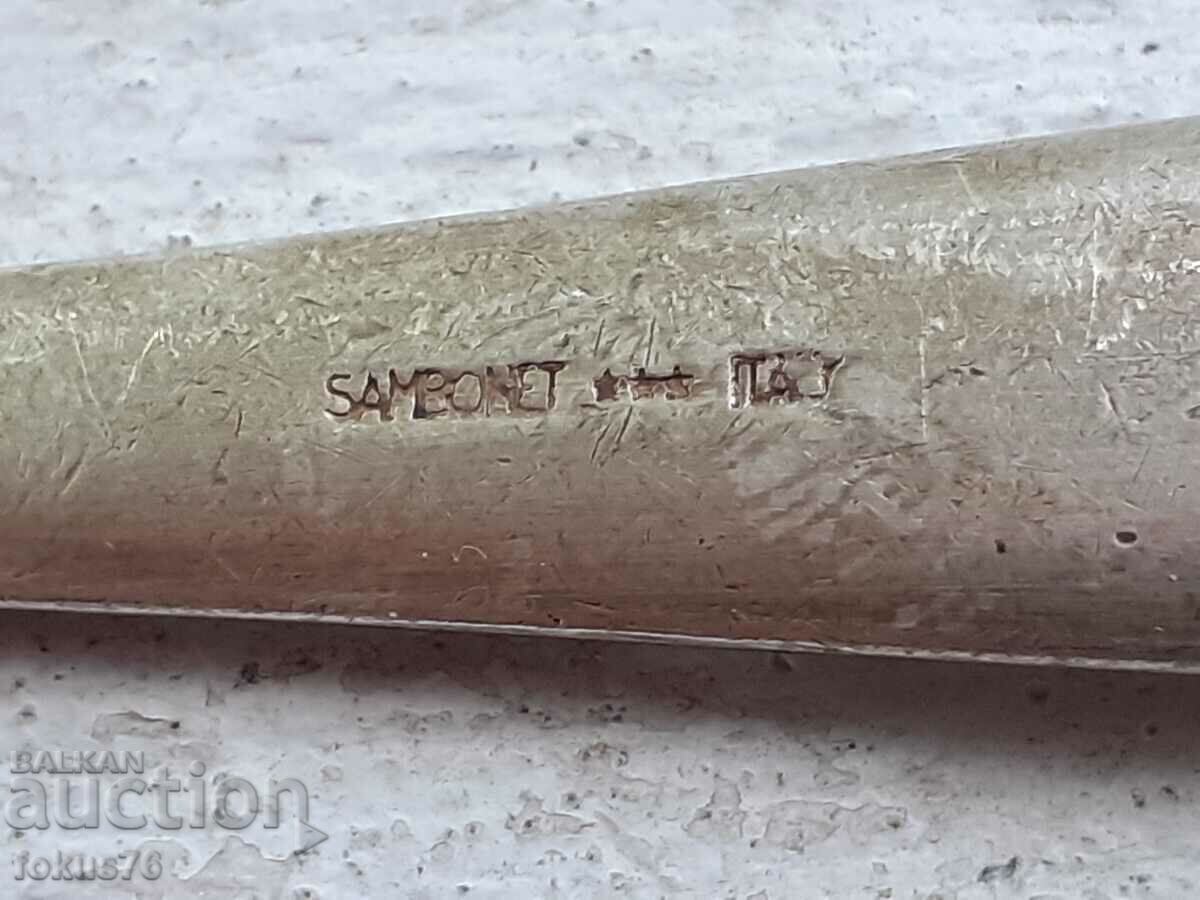 SAMBONET *** ITALY
BALKAN
auction
fokus76